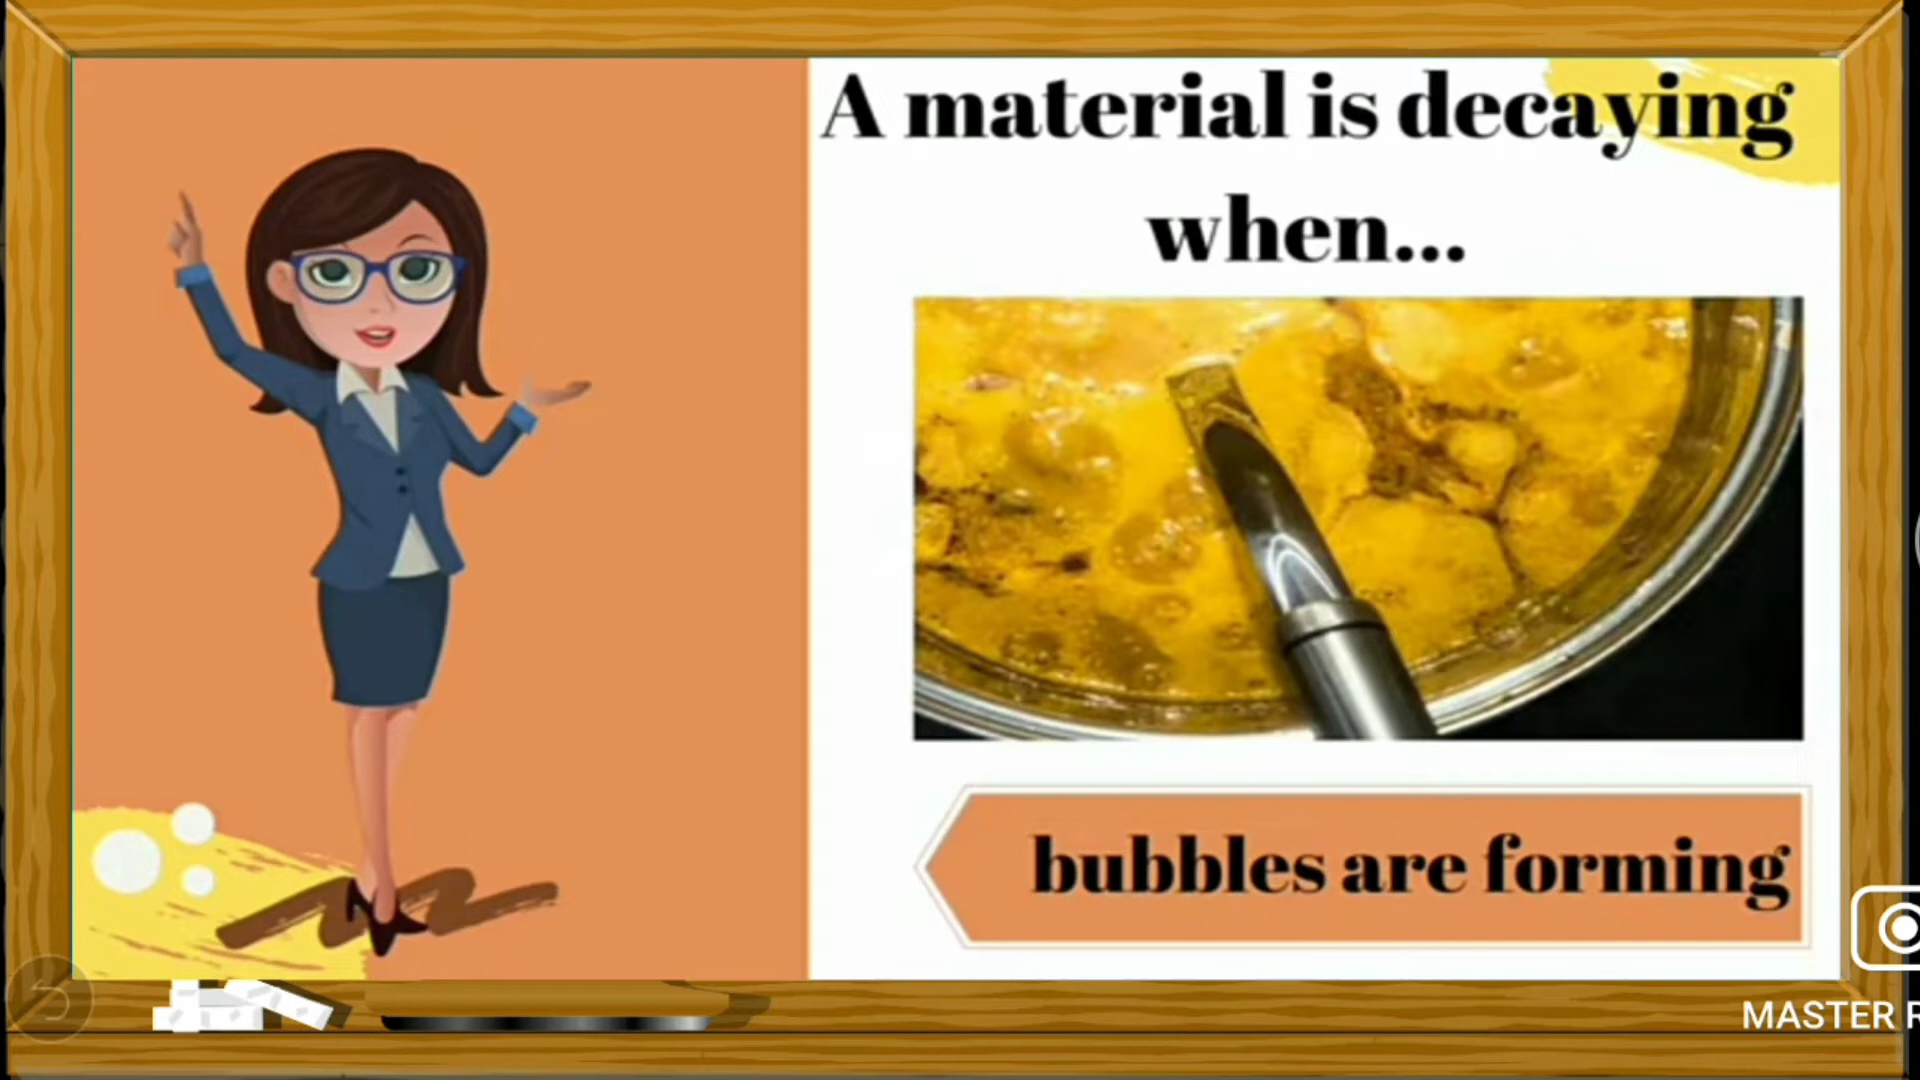 A material is decaying
when...
bubbles are forming
MASTER R